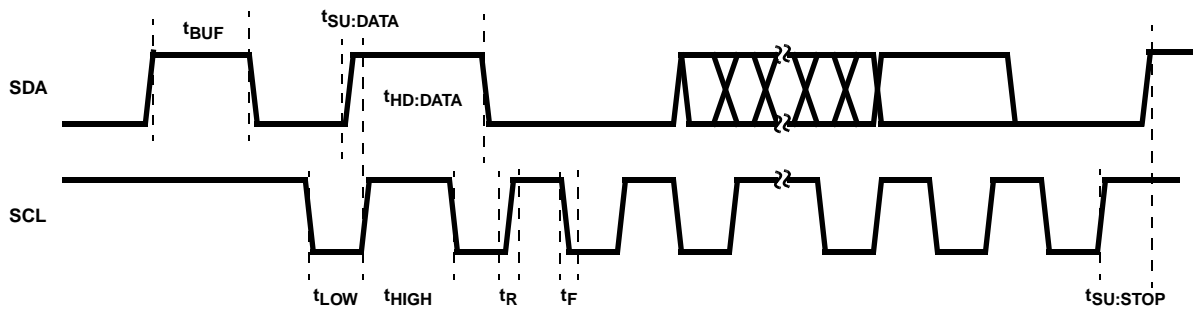 tBUF
tSU:DATA
SDA
tHD:DATA
SCL
tLOW
tHIGH
tR
tF
tSU:STOP